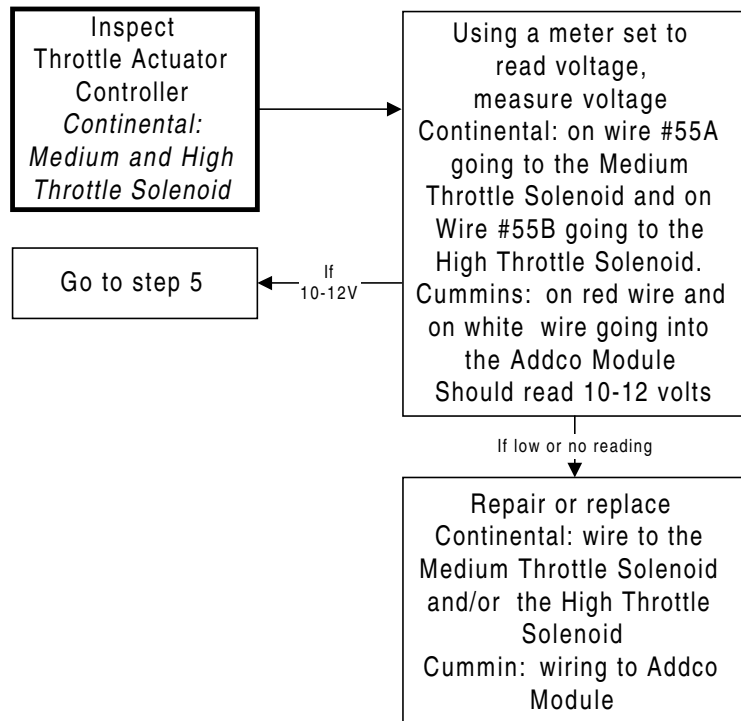 Inspect
Throttle Actuator
Controller
Continental:
Medium and High
Throttle Solenoid
Using a meter set to
read voltage,
measure voltage
Continental: on wire #55A
going to the Medium
Throttle Solenoid and on
Wire #55B going to the
High Throttle Solenoid.
Cummins: on red wire and
on white wire going into
the Addco Module
Should read 10-12 volts
If
10-12V
Go to step 5
If low or no reading
Repair or replace
Continental: wire to the
Medium Throttle Solenoid
and/or the High Throttle
Solenoid
Cummin: wiring to Addco
Module